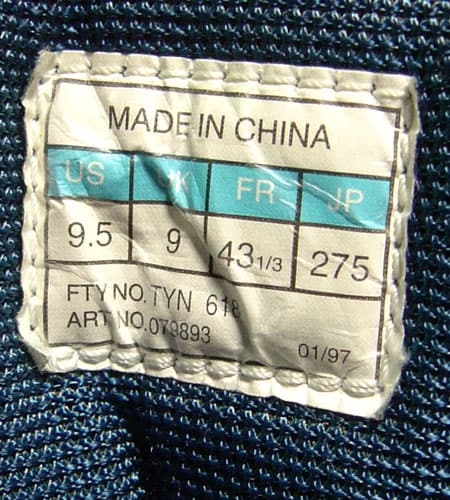 MADE IN CHINA
US UK FR JP
9.5 9 43 1/3 275
FTY NO.TYN 618
ART NO.079893
01/97